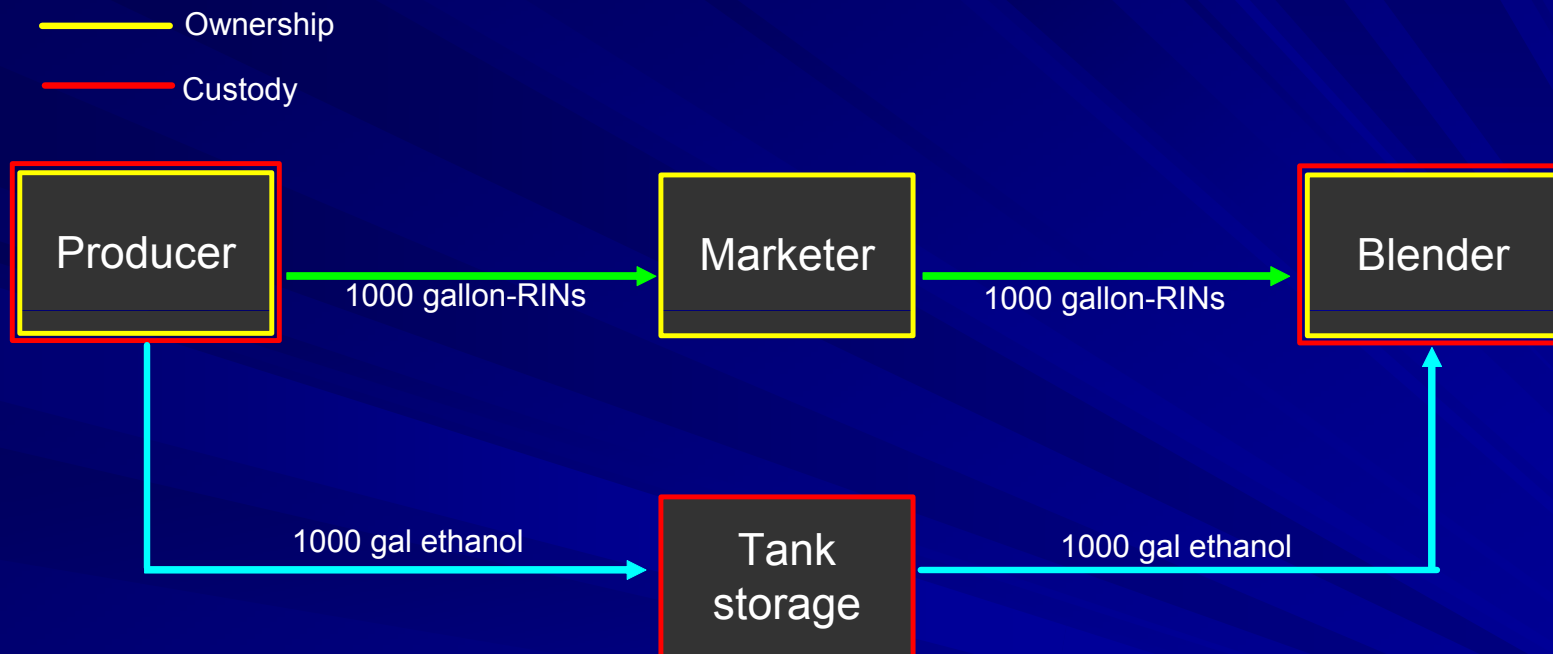 Ownership
Custody
Producer
1000 gallon-RINs
Marketer
1000 gallon-RINs
Blender
1000 gal ethanol
Tank
storage
1000 gal ethanol